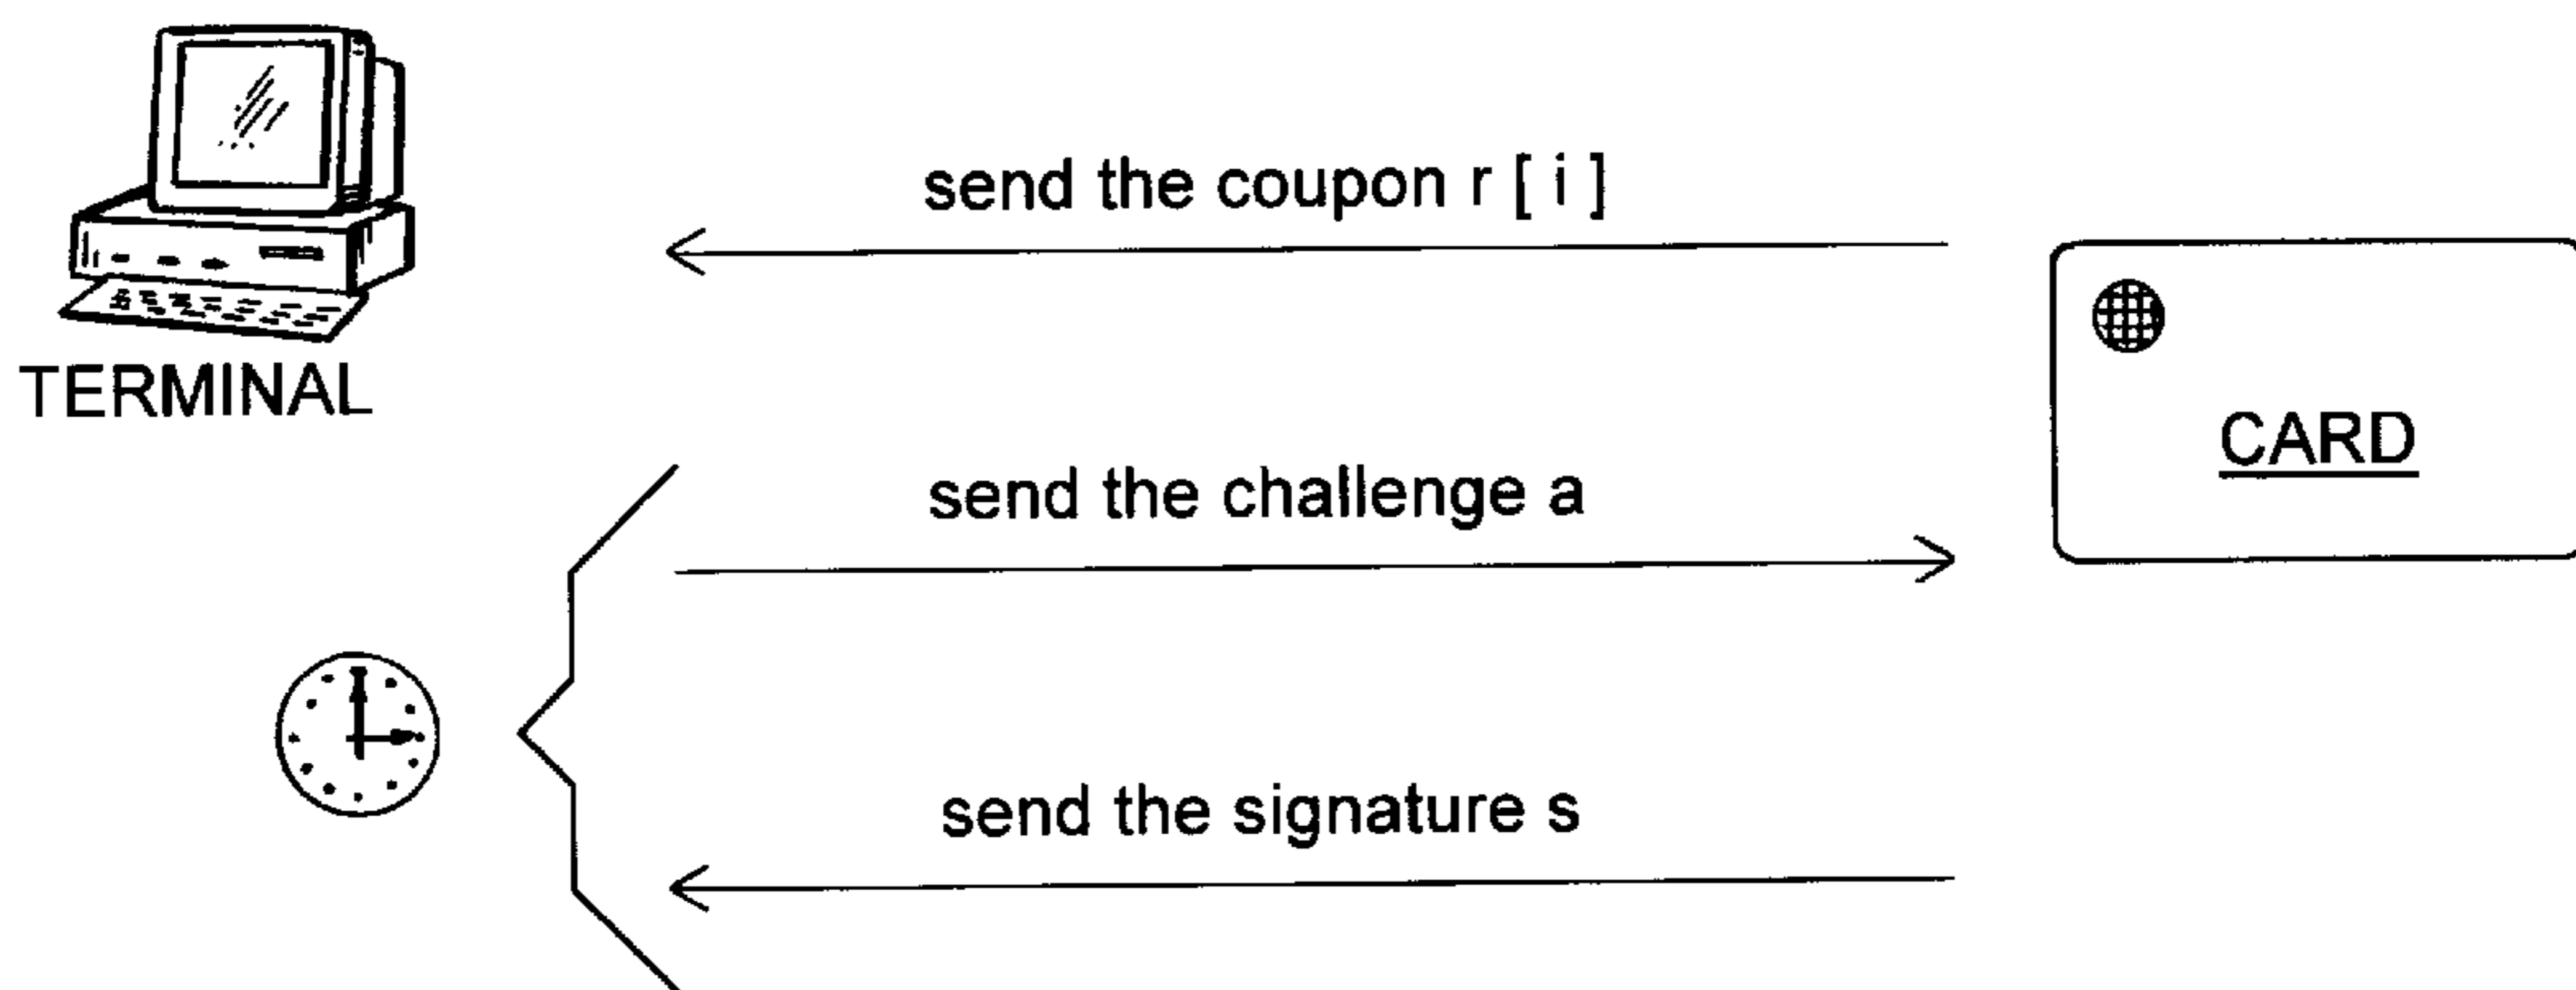 send the coupon r [ i ]
TERMINAL
CARD
send the challenge a
send the signature s